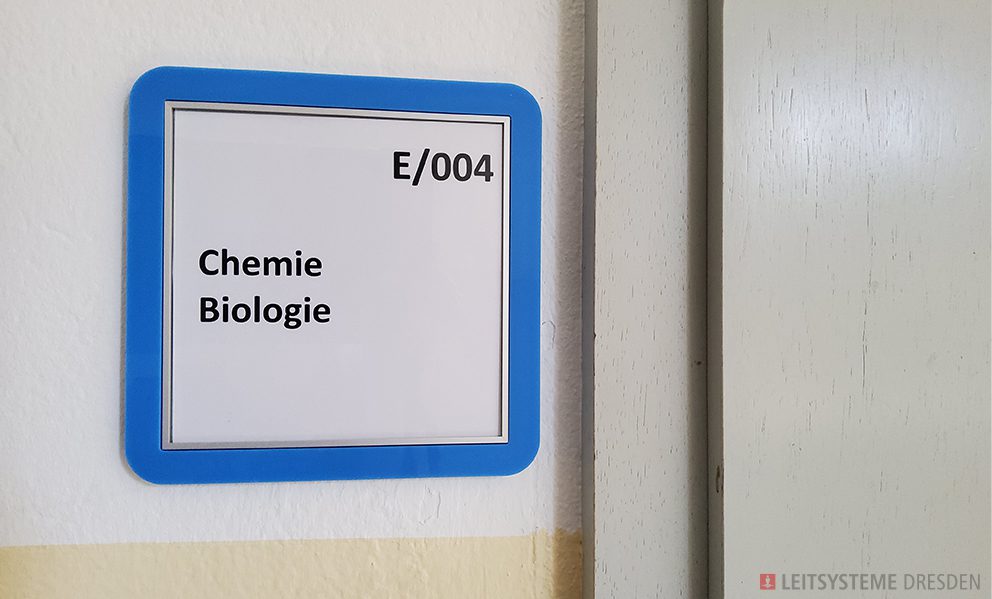 E/004
Chemie
Biologie
LEITSYSTEME DRESDEN